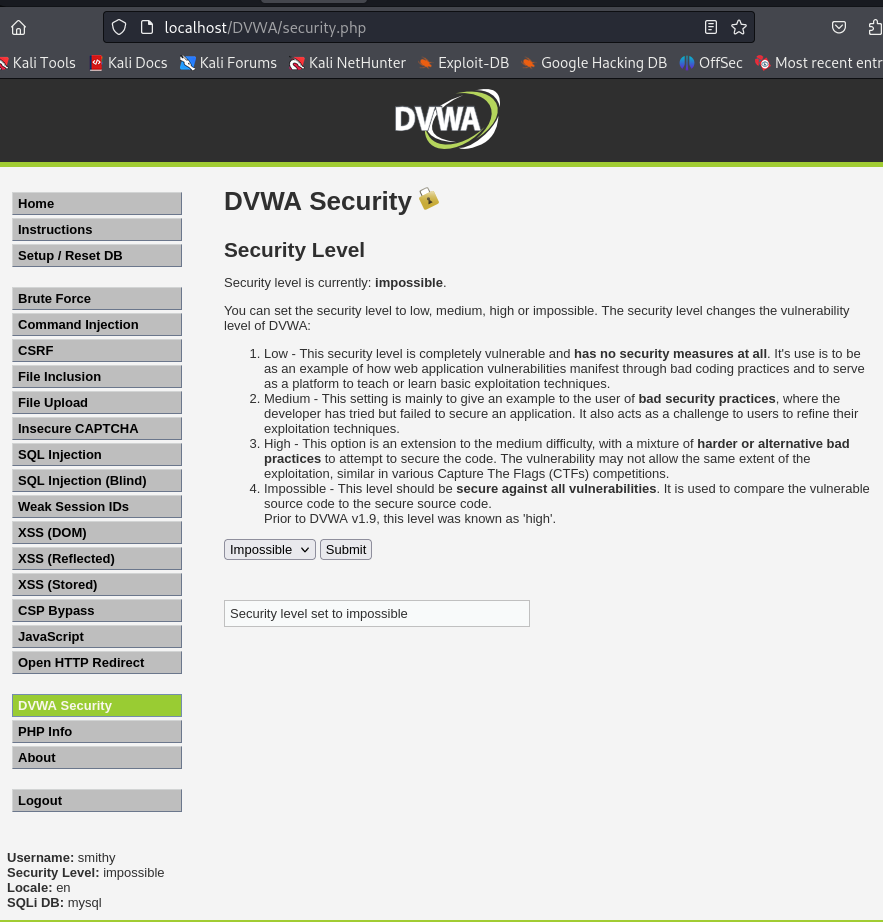 localhost/DVWA/security.php
Kali Tools Kali Docs Kali Forums Kali NetHunter Exploit-DB Google Hacking DB OffSec Most recent entr
DVWA
Home
Instructions
Setup / Reset DB
Brute Force
Command Injection
CSRF
File Inclusion
File Upload
Insecure CAPTCHA
SQL Injection
SQL Injection (Blind)
Weak Session IDs
XSS (DOM)
XSS (Reflected)
XSS (Stored)
CSP Bypass
JavaScript
Open HTTP Redirect
DVWA Security
PHP Info
About
Logout
Username: smithy
Security Level: impossible
Locale: en
SQLi DB: mysql
DVWA Security
Security Level
Security level is currently: impossible.
You can set the security level to low, medium, high or impossible. The security level changes the vulnerability
level of DVWA:
1. Low - This security level is completely vulnerable and has no security measures at all. It's use is to be
as an example of how web application vulnerabilities manifest through bad coding practices and to serve
as a platform to teach or learn basic exploitation techniques.
2. Medium - This setting is mainly to give an example to the user of bad security practices, where the
developer has tried but failed to secure an application. It also acts as a challenge to users to refine their
exploitation techniques.
3. High - This option is an extension to the medium difficulty, with a mixture of harder or alternative bad
practices to attempt to secure the code. The vulnerability may not allow the same extent of the
exploitation, similar in various Capture The Flags (CTFs) competitions.
4. Impossible - This level should be secure against all vulnerabilities. It is used to compare the vulnerable
source code to the secure source code.
Prior to DVWA v1.9, this level was known as 'high'.
Impossible Submit
Security level set to impossible